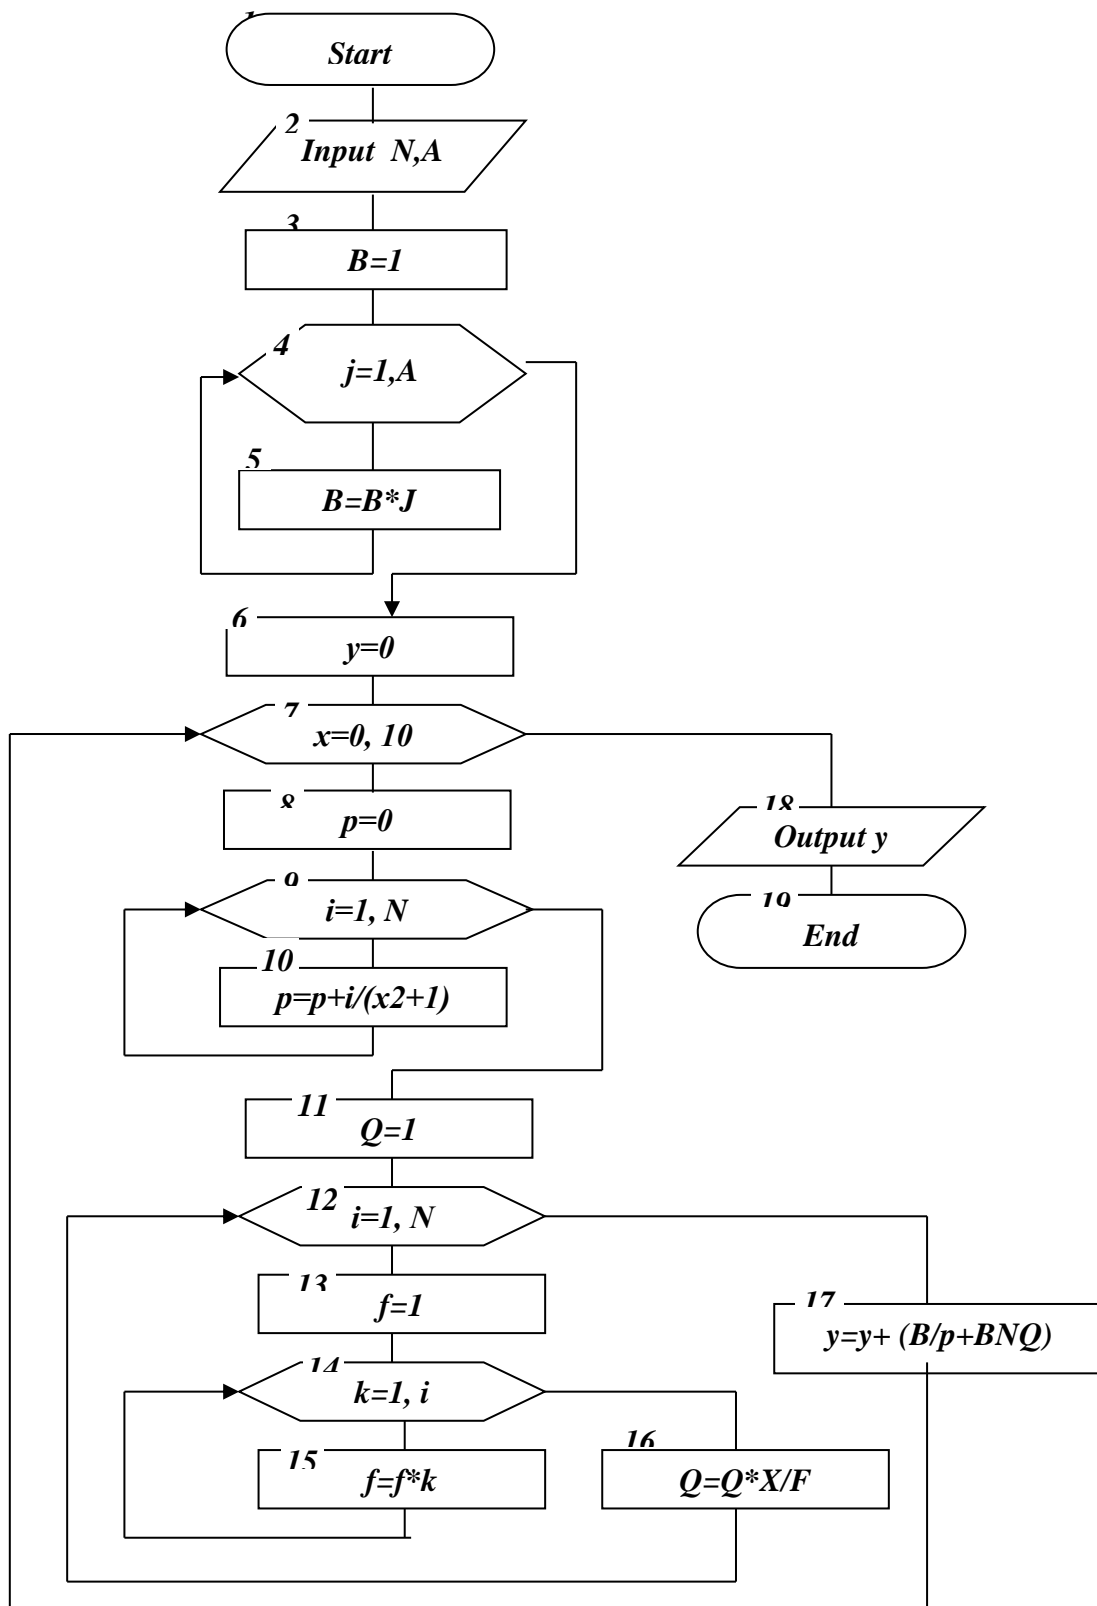 1
Start
2
Input N,A
3
B=1
4
j=1,A
5
B=B*J
6
y=0
7
x=0, 10
8
p=0
18
Output y
9
i=1, N
19
End
10
p=p+i/(x2+1)
11
Q=1
12
i=1, N
13
f=1
17
y=y+ (B/p+BNQ)
14
k=1, i
15
f=f*k
16
Q=Q*X/F